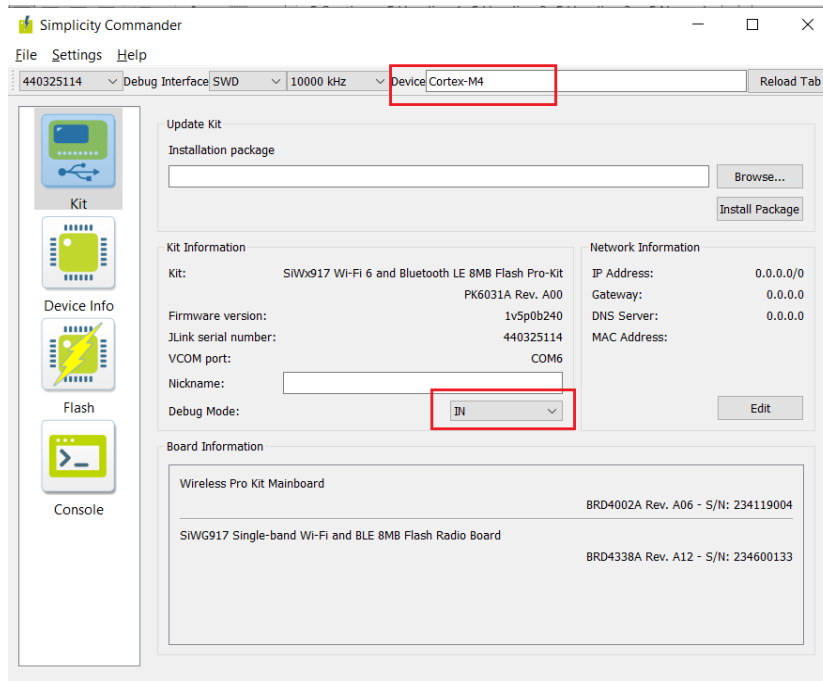 Simplicity Commander
File Settings Help
440325114 Debug Interface SWD 10000 kHz Device Cortex-M4 Reload Tab
Update Kit
Installation package
Browse...
Kit
Install Package
Kit Information
Network Information
Kit: SiWx917 Wi-Fi 6 and Bluetooth LE 8MB Flash Pro-Kit
IP Address: 0.0.0.0/0
PK6031A Rev. A00
Gateway: 0.0.0.0
Device Info
Firmware version: 1v5p0b240
DNS Server: 0.0.0.0
JLink serial number: 440325114
MAC Address:
VCOM port: COM6
Nickname:
Flash
Debug Mode: IN
Edit
Board Information
Wireless Pro Kit Mainboard
BRD4002A Rev. A06 - S/N: 234119004
Console
SiWG917 Single-band Wi-Fi and BLE 8MB Flash Radio Board
BRD4338A Rev. A12 - S/N: 234600133